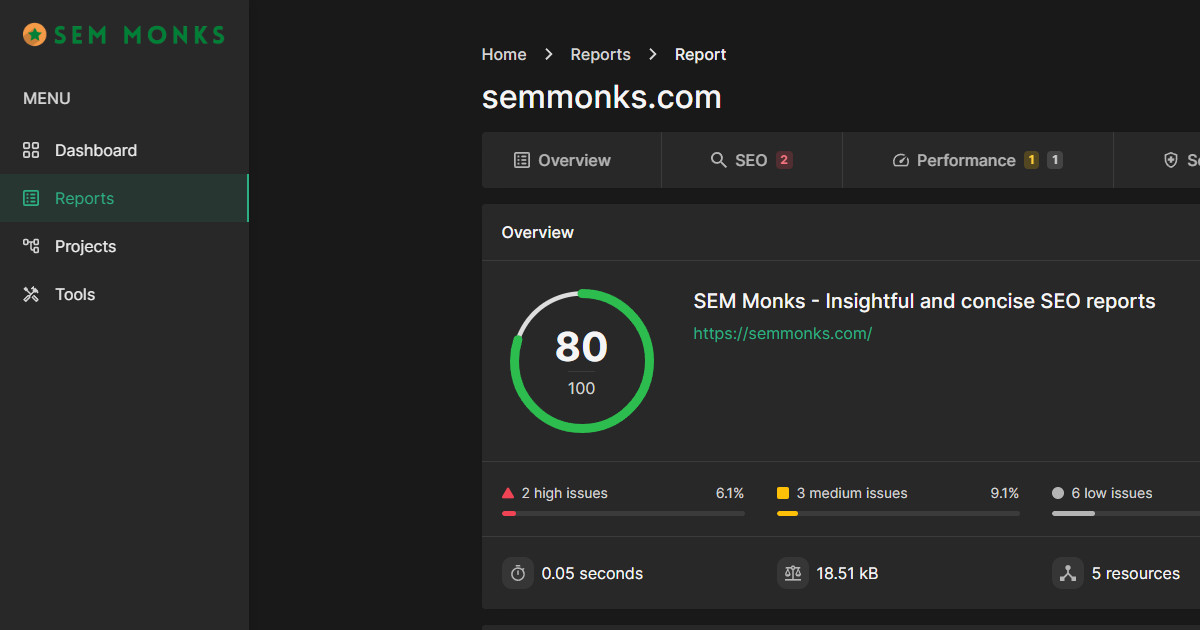 SEM MONKS
MENU
Dashboard
Reports
Projects
Tools
Home > Reports > Report
semmonks.com
Overview SEO 2 Performance 1 1
Overview
80
100
SEM Monks - Insightful and concise SEO reports
https://semmonks.com/
2 high issues 6.1% 3 medium issues 9.1% 6 low issues
0.05 seconds 18.51 kB 5 resources